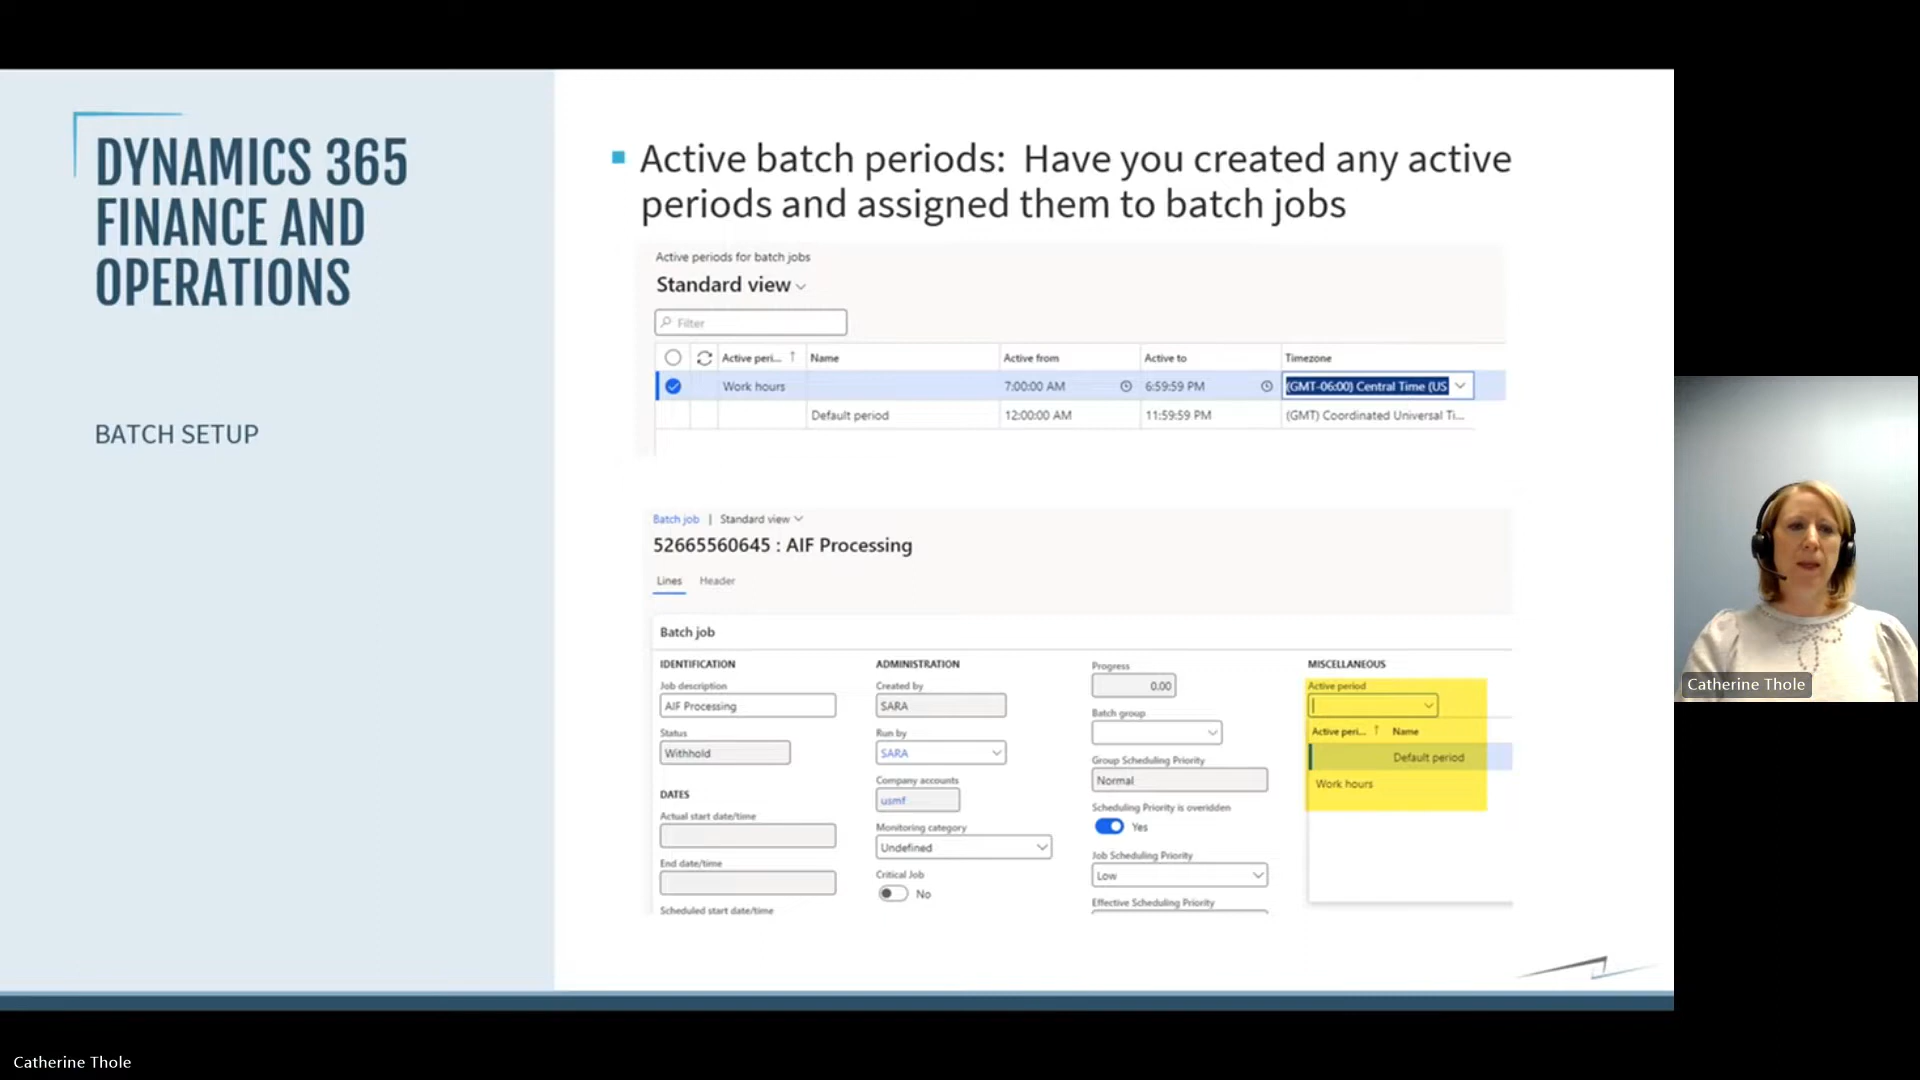 DYNAMICS 365
FINANCE AND
OPERATIONS
BATCH SETUP
Active batch periods: Have you created any active
periods and assigned them to batch jobs
Active periods for batch jobs
Standard view
Filter
Active peri... ↑ Name Active from Active to Timezone
Work hours 7:00:00 AM 6:59:59 PM (GMT-06:00) Central Time (US
Default period 12:00:00 AM 11:59:59 PM (GMT) Coordinated Universal Ti...
Batch job | Standard view
52665560645 : AIF Processing
Lines Header
Batch job
IDENTIFICATION
Job description
AIF Processing
Status
Withhold
DATES
Actual start date/time
End date/time
Scheduled start date/time
ADMINISTRATION
Created by
SARA
Run by
SARA
Company accounts
usmf
Monitoring category
Undefined
Critical Job
No
Progress
0.00
Batch group
Group Scheduling Priority
Normal
Scheduling Priority is overidden
Yes
Job Scheduling Priority
Low
Effective Scheduling Priority
MISCELLANEOUS
Active period
Active peri... ↑ Name
Default period
Work hours
Catherine Thole
Catherine Thole